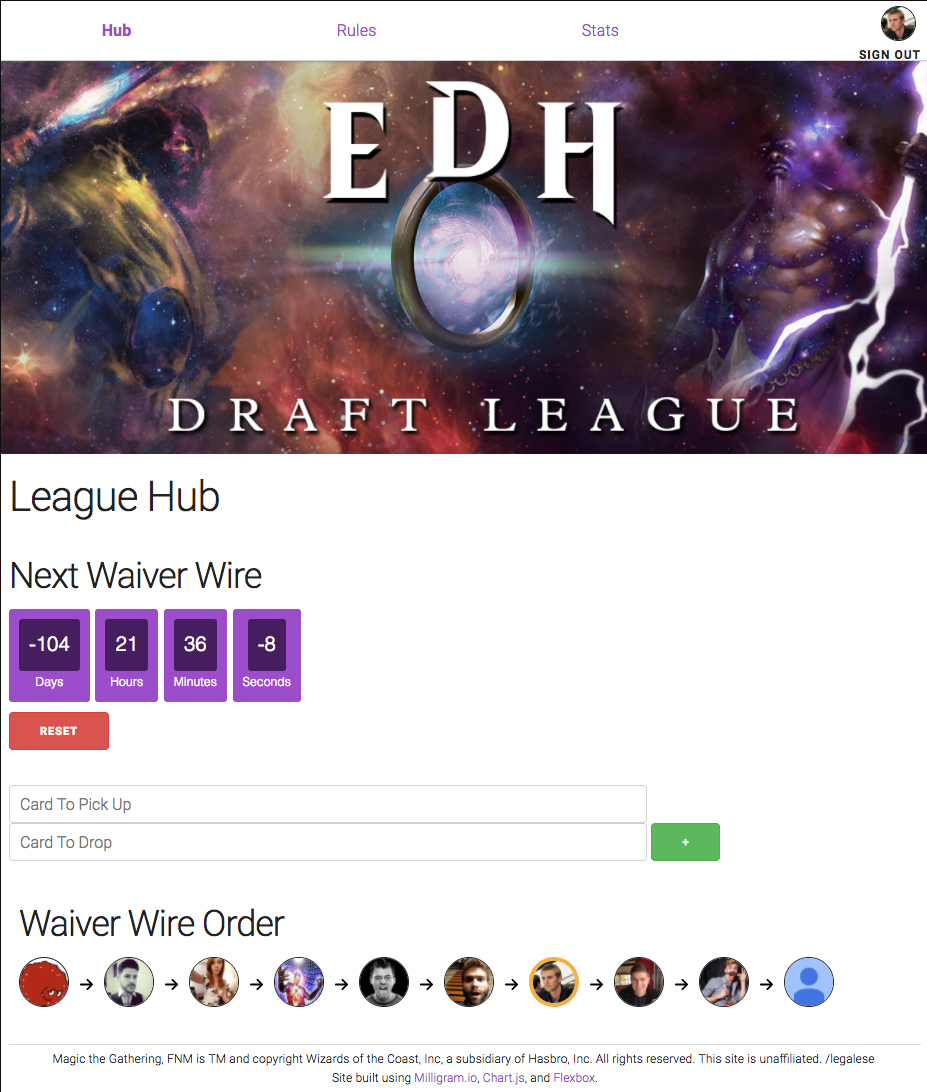 Hub Rules Stats
SIGN OUT
EDH
DRAFT LEAGUE
League Hub
Next Waiver Wire
-104 21 36 -8
Days Hours Minutes Seconds
RESET
Card To Pick Up
Card To Drop
+
Waiver Wire Order
Magic the Gathering, FNM is TM and copyright Wizards of the Coast, Inc, a subsidiary of Hasbro, Inc. All rights reserved. This site is unaffiliated. /legalese
Site built using Milligram.io, Chart.js, and Flexbox.